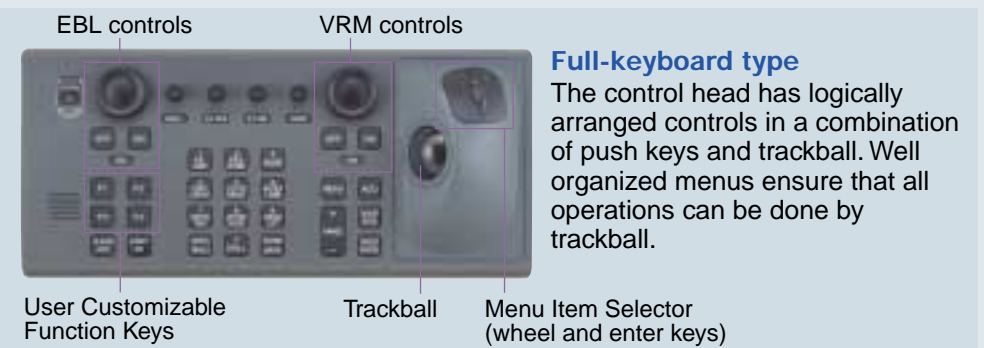 EBL controls
VRM controls
Full-keyboard type
The control head has logically
arranged controls in a combination
of push keys and trackball. Well
organized menus ensure that all
operations can be done by
trackball.
User Customizable
Function Keys
Trackball
Menu Item Selector
(wheel and enter keys)